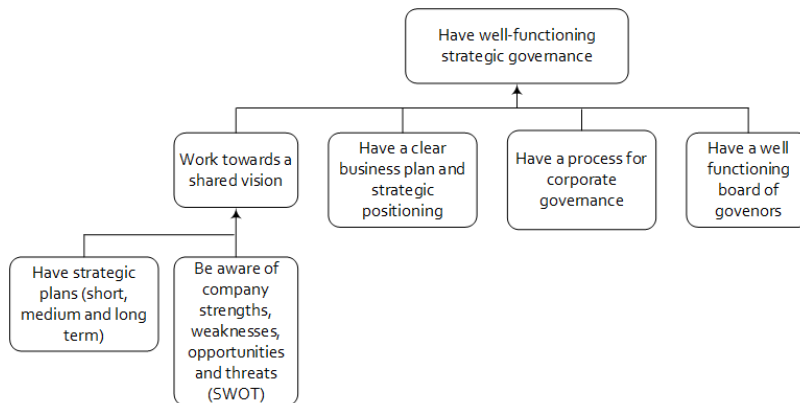 Have well-functioning
strategic governance
Work towards a
shared vision
Have a clear
business plan and
strategic
positioning
Have a process for
corporate
governance
Have a well
functioning
board of
govenors
Have strategic
plans (short,
medium and long
term)
Be aware of
company
strengths,
weaknesses,
opportunities
and threats
(SWOT)